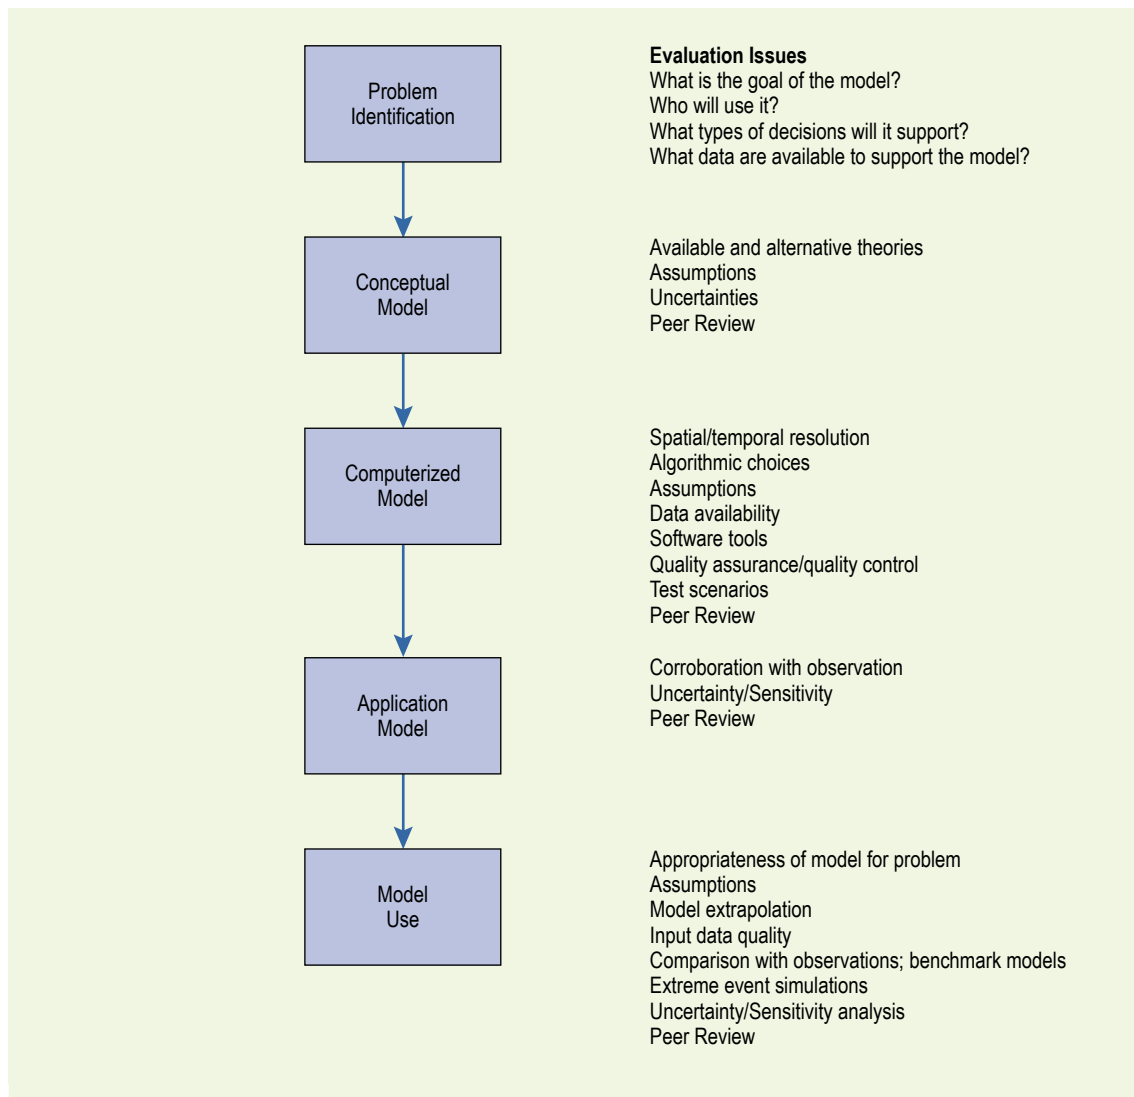 Problem
Identification
Evaluation Issues
What is the goal of the model?
Who will use it?
What types of decisions will it support?
What data are available to support the model?
Conceptual
Model
Available and alternative theories
Assumptions
Uncertainties
Peer Review
Computerized
Model
Spatial/temporal resolution
Algorithmic choices
Assumptions
Data availability
Software tools
Quality assurance/quality control
Test scenarios
Peer Review
Application
Model
Corroboration with observation
Uncertainty/Sensitivity
Peer Review
Model
Use
Appropriateness of model for problem
Assumptions
Model extrapolation
Input data quality
Comparison with observations; benchmark models
Extreme event simulations
Uncertainty/Sensitivity analysis
Peer Review